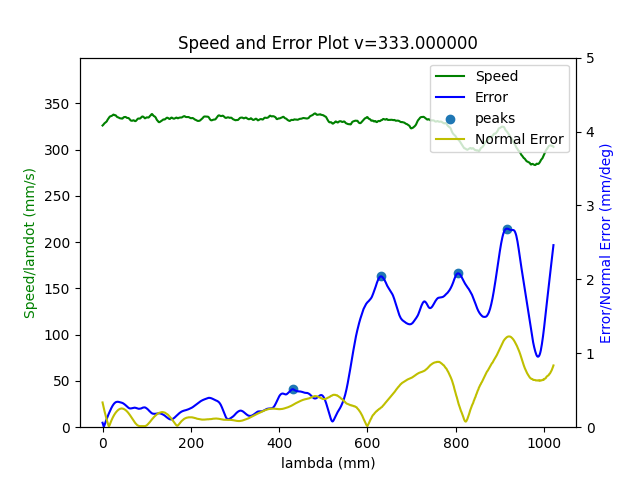 Speed and Error Plot v=333.000000
Speed/lamdot (mm/s)
350
300
250
200
150
100
50
0
Speed
Error
peaks
Normal Error
5
4
3
2
1
0
Error/Normal Error (mm/deg)
0 200 400 600 800 1000
lambda (mm)